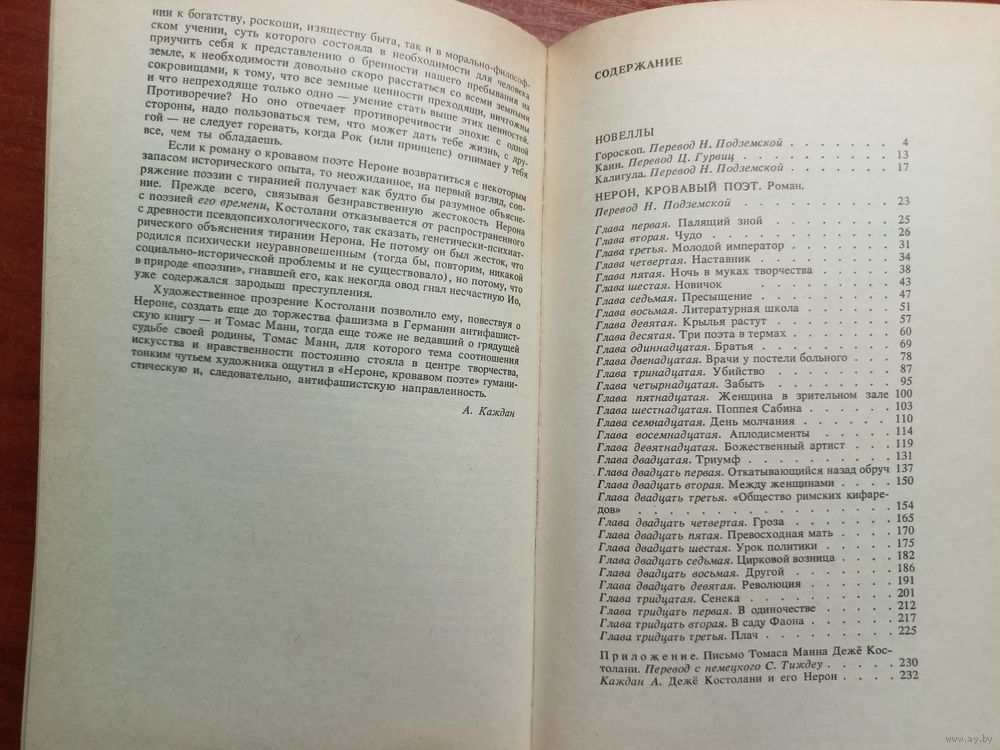 нии к богатству, роскоши, изяществу быта, так и в морально-философ-
ском учении, суть которого состояла в необходимости для человека
приучить себя к представлению о бренности нашего пребывания на
земле, к необходимости довольно скоро расстаться со всеми земными
сокровищами, к тому, что все земные ценности преходящи, ничтожны
и что непреходяще только одно — умение стать выше этих ценностей.
Противоречие? Но оно отвечает противоречивости эпохи: с одной
стороны, надо пользоваться тем, что может дать тебе жизнь, с дру-
гой — не следует горевать, когда Рок (или принцепс) отнимает у тебя
все, чем ты обладаешь.
Если к роману о кровавом поэте Нероне возвратиться с некоторым
запасом исторического опыта, то неожиданное, на первый взгляд, соп-
ряжение поэзии с тиранией получает как будто бы разумное объясне-
ние. Прежде всего, связывая безнравственную жестокость Нерона
с поэзией его времени, Костолани отказывается от распространенного
с древности псевдопсихологического, так сказать, генетически-психиат-
рического объяснения тирании Нерона. Не потому он был жесток, что
родился психически неуравновешенным (тогда бы, повторим, никакой
социально-исторической проблемы и не существовало), но потому, что
в природе «поэзии», гнавшей его, как некогда овод гнал несчастную Ио,
уже содержался зародыш преступления.
Художественное прозрение Костолани позволило ему, повествуя о
Нероне, создать еще до торжества фашизма в Германии антифашист-
скую книгу — и Томас Манн, тогда еще тоже не ведавший о грядущей
судьбе своей родины, Томас Манн, для которого тема соотношения
искусства и нравственности постоянно стояла в центре творчества,
тонким чутьем художника ощутил в «Нероне, кровавом поэте» гумани-
стическую и, следовательно, антифашистскую направленность.
А. Каждан
СОДЕРЖАНИЕ
НОВЕЛЛЫ
Гороскоп. Перевод Н. Подземской . . . . . . . 4
Каин. Перевод Ц. Гурвиц . . . . . . . . . 13
Калигула. Перевод Н. Подземской . . . . . . . 17
НЕРОН, КРОВАВЫЙ ПОЭТ. Роман.
Перевод Н. Подземской . . . . . . . . . 23
Глава первая. Палящий зной . . . . . . . . 25
Глава вторая. Чудо . . . . . . . . . . 26
Глава третья. Молодой император . . . . . . . 31
Глава четвертая. Наставник . . . . . . . . 34
Глава пятая. Ночь в муках творчества . . . . . 38
Глава шестая. Новичок . . . . . . . . . 43
Глава седьмая. Пресыщение . . . . . . . . 47
Глава восьмая. Литературная школа . . . . . . 51
Глава девятая. Крылья растут . . . . . . . 57
Глава десятая. Три поэта в термах . . . . . . 60
Глава одиннадцатая. Братья . . . . . . . . 69
Глава двенадцатая. Врачи у постели больного . . . 78
Глава тринадцатая. Убийство . . . . . . . 87
Глава четырнадцатая. Забыть . . . . . . . 95
Глава пятнадцатая. Женщина в зрительном зале 100
Глава шестнадцатая. Поппея Сабина . . . . . 103
Глава семнадцатая. День молчания . . . . . . 110
Глава восемнадцатая. Аплодисменты . . . . . 114
Глава девятнадцатая. Божественный артист . . . 119
Глава двадцатая. Триумф . . . . . . . . 131
Глава двадцать первая. Откатывающийся назад обруч 137
Глава двадцать вторая. Между женщинами . . . . 150
Глава двадцать третья. «Общество римских кифаре-
дов» . . . . . . . . . . . . . 154
Глава двадцать четвертая. Гроза . . . . . . 165
Глава двадцать пятая. Превосходная мать . . . . 170
Глава двадцать шестая. Урок политики . . . . . 175
Глава двадцать седьмая. Цирковой возница . . . . 182
Глава двадцать восьмая. Другой . . . . . . 186
Глава двадцать девятая. Революция . . . . . 191
Глава тридцатая. Сенека . . . . . . . . 201
Глава тридцать первая. В одиночестве . . . . . 212
Глава тридцать вторая. В саду Фаона . . . . . 217
Глава тридцать третья. Плач . . . . . . . 225
Приложение. Письмо Томаса Манна Дежё Кос-
толани. Перевод с немецкого С. Тиждеу . . . . 230
Каждан А. Дежё Костолани и его Нерон . . . . 232
www.ay.by